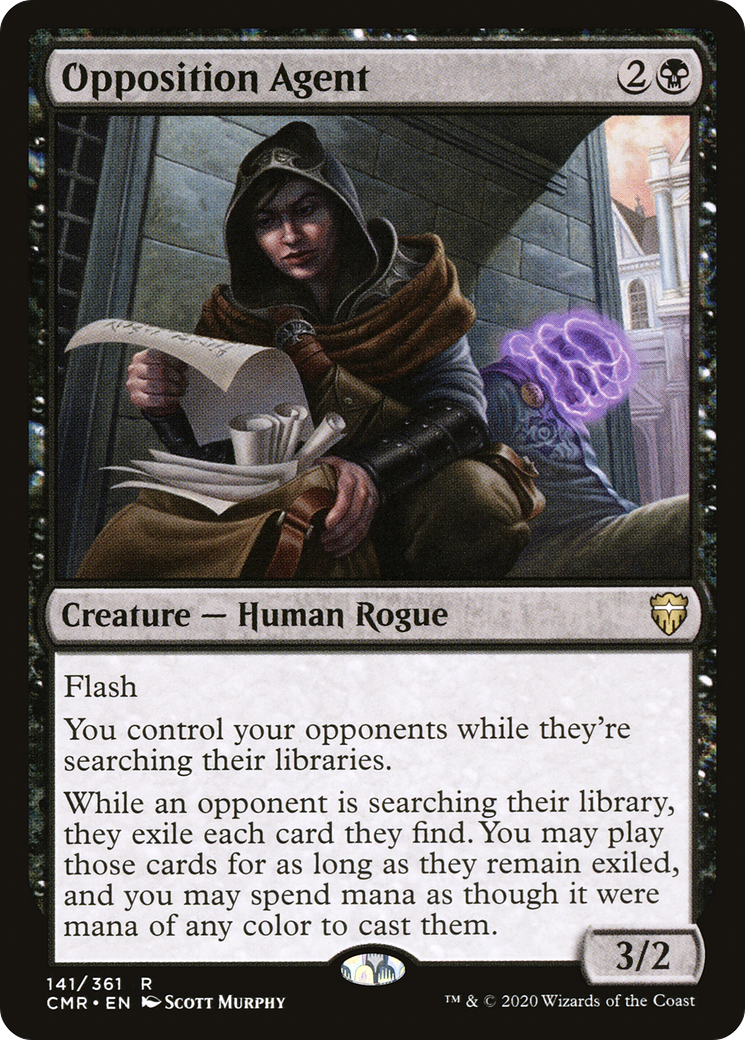 Opposition Agent 2
Creature — Human Rogue
Flash
You control your opponents while they're
searching their libraries.
While an opponent is searching their library,
they exile each card they find. You may play
those cards for as long as they remain exiled,
and you may spend mana as though it were
mana of any color to cast them.
3/2
141/361 R
CMR • EN Scott Murphy
™ & © 2020 Wizards of the Coast